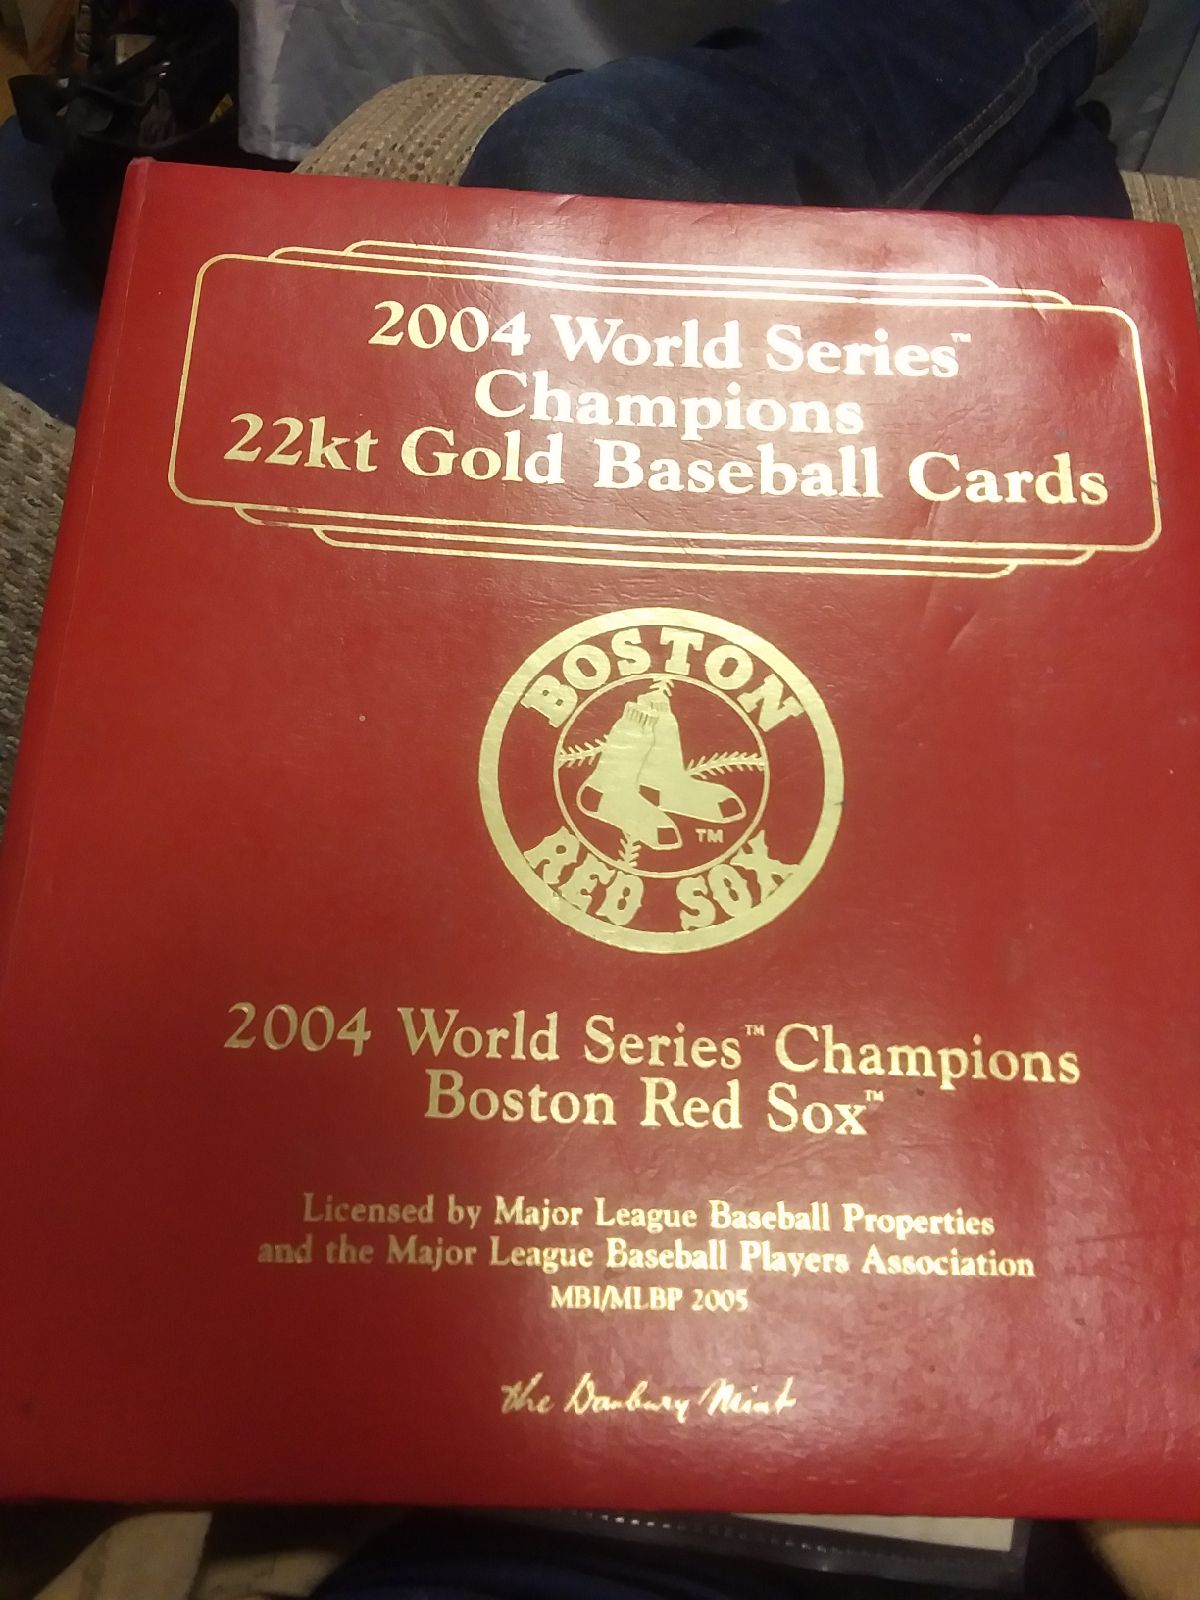 2004 World Series™
Champions
22kt Gold Baseball Cards
BOSTON
RED SOX
TM
2004 World Series™ Champions
Boston Red Sox™
Licensed by Major League Baseball Properties
and the Major League Baseball Players Association
MBI/MLBP 2005
the Danbury Mint